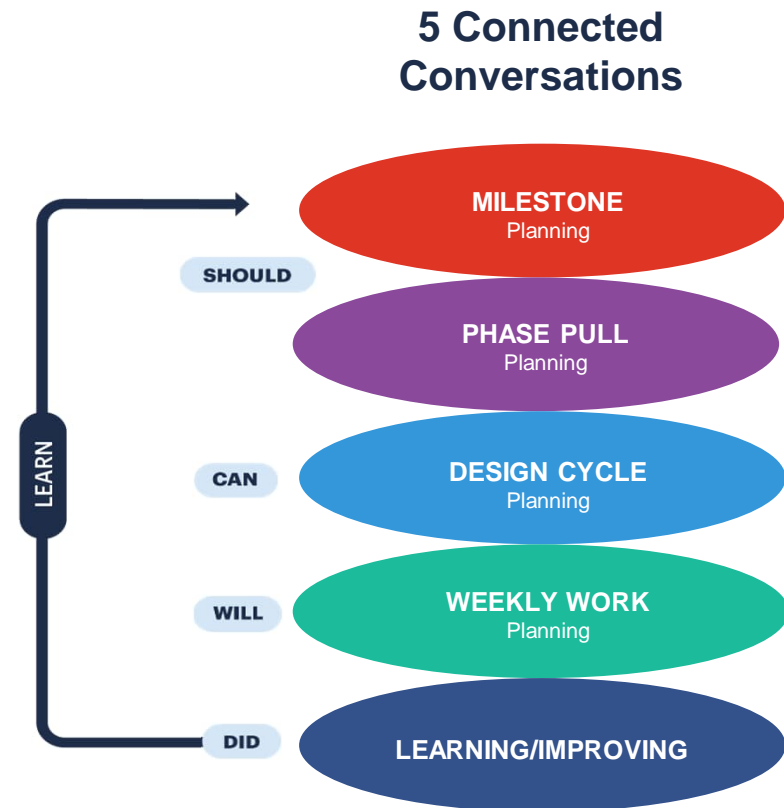 5 Connected
Conversations
MILESTONE
Planning
SHOULD
PHASE PULL
Planning
LEARN
CAN
DESIGN CYCLE
Planning
WILL
WEEKLY WORK
Planning
DID
LEARNING/IMPROVING